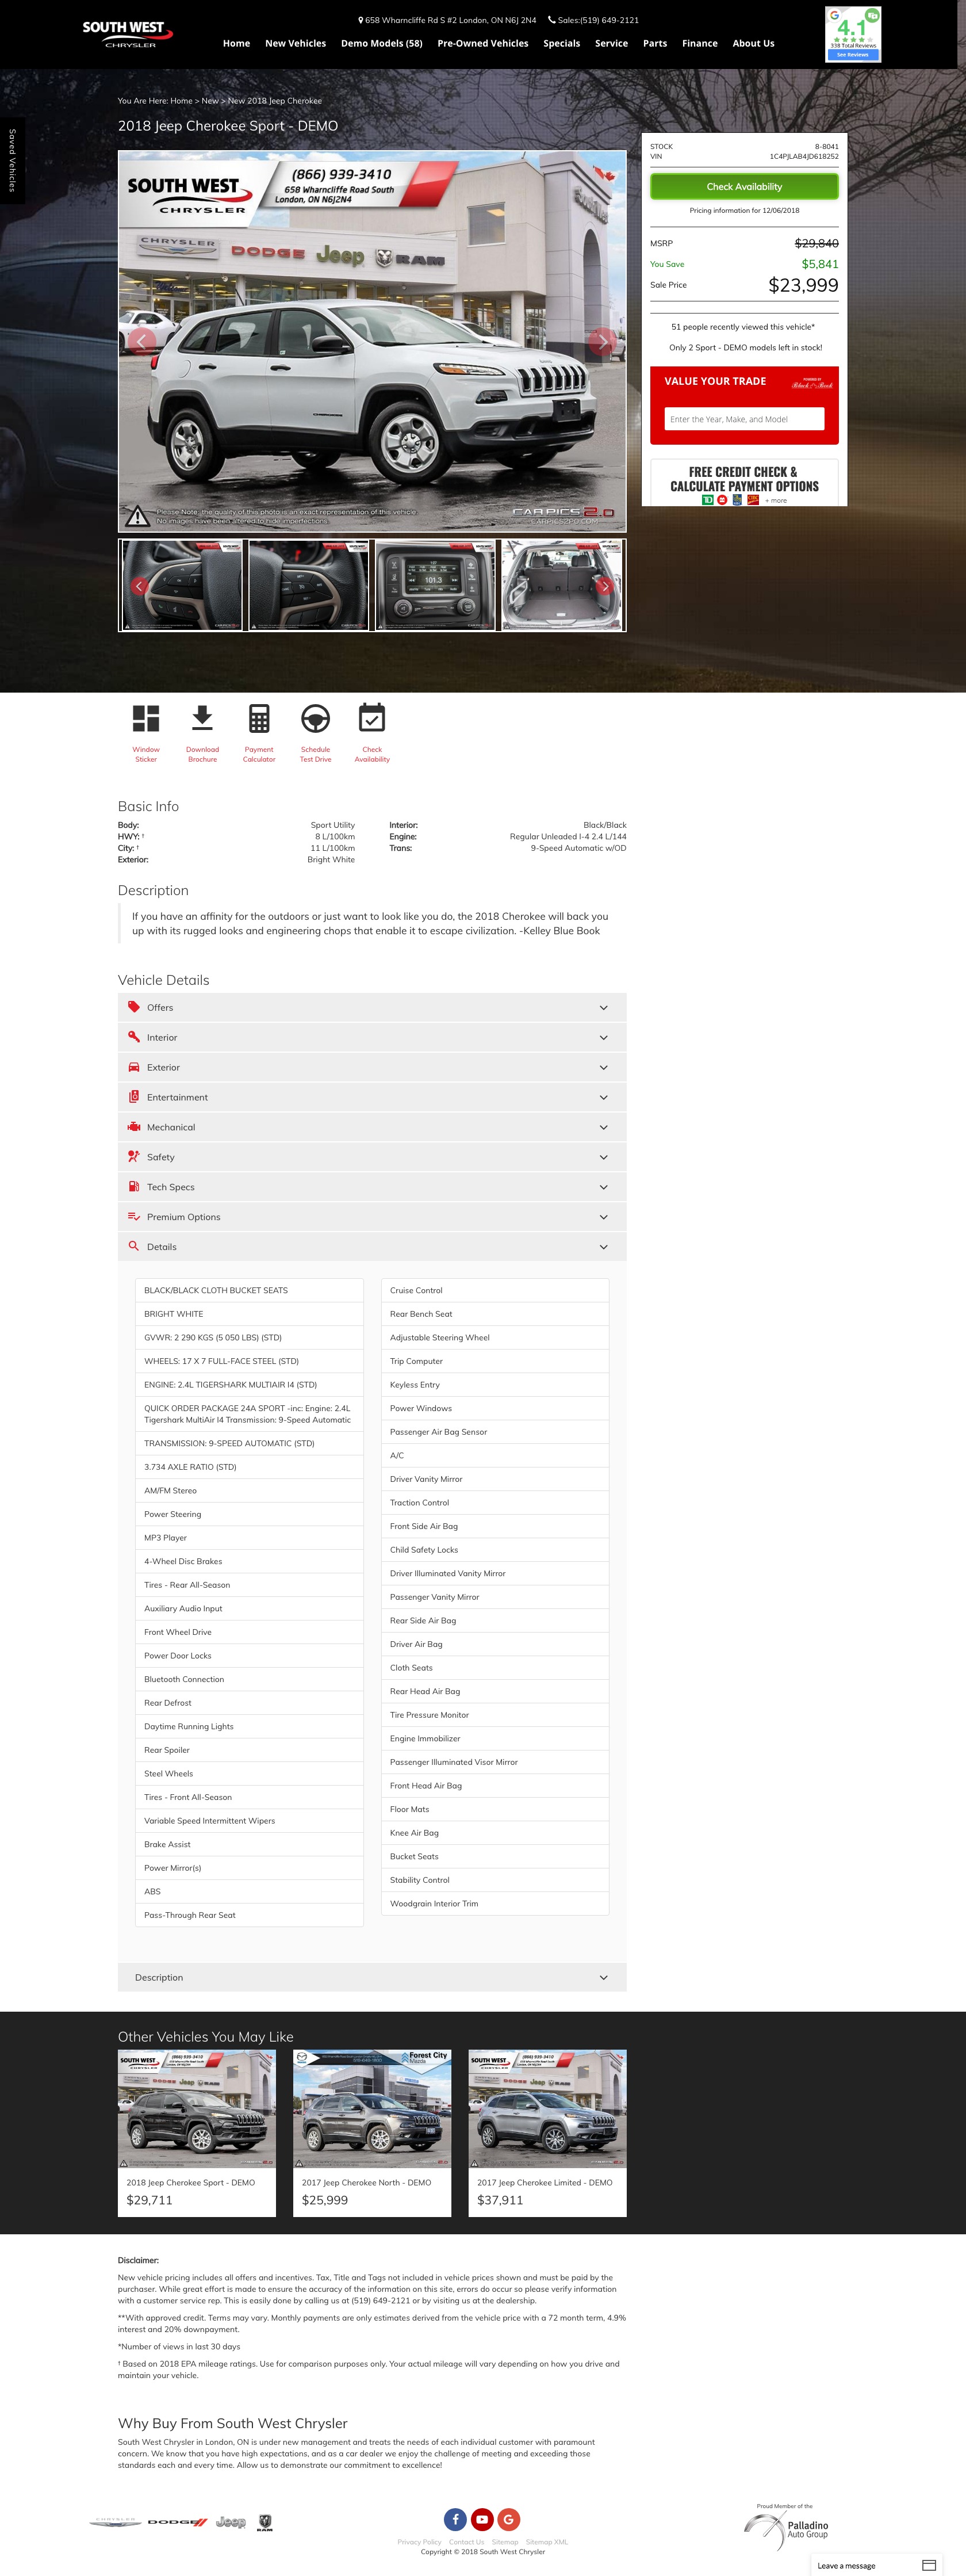 SOUTH WEST
CHRYSLER
658 Wharncliffe Rd S #2 London, ON N6J 2N4 Sales:(519) 649-2121
Home New Vehicles Demo Models (58) Pre-Owned Vehicles Specials Service Parts Finance About Us
4.1
338 Total Reviews
See Reviews
Saved Vehicles
You Are Here: Home > New > New 2018 Jeep Cherokee
2018 Jeep Cherokee Sport - DEMO
SOUTH WEST
CHRYSLER
(866) 939-3410
658 Wharncliffe Road South
London, ON N6J2N4
CHRYSLER DODGE Jeep RAM
Jeep
Please Note: the quality of this photo is an exact representation of this vehicle.
No images have been altered to hide imperfections.
CARPICS2.0
CARPICS2P0.COM
101.3
STOCK 8-8041
VIN 1C4PJLAB4JD618252
Check Availability
Pricing information for 12/06/2018
MSRP $29,840
You Save $5,841
Sale Price $23,999
51 people recently viewed this vehicle*
Only 2 Sport - DEMO models left in stock!
VALUE YOUR TRADE
POWERED BY
Black Book
Enter the Year, Make, and Model
FREE CREDIT CHECK &
CALCULATE PAYMENT OPTIONS
TD + more
Window
Sticker
Download
Brochure
Payment
Calculator
Schedule
Test Drive
Check
Availability
Basic Info
Body: Sport Utility
HWY: † 8 L/100km
City: † 11 L/100km
Exterior: Bright White
Interior: Black/Black
Engine: Regular Unleaded I-4 2.4 L/144
Trans: 9-Speed Automatic w/OD
Description
If you have an affinity for the outdoors or just want to look like you do, the 2018 Cherokee will back you
up with its rugged looks and engineering chops that enable it to escape civilization. -Kelley Blue Book
Vehicle Details
Offers
Interior
Exterior
Entertainment
Mechanical
Safety
Tech Specs
Premium Options
Details
BLACK/BLACK CLOTH BUCKET SEATS
BRIGHT WHITE
GVWR: 2 290 KGS (5 050 LBS) (STD)
WHEELS: 17 X 7 FULL-FACE STEEL (STD)
ENGINE: 2.4L TIGERSHARK MULTIAIR I4 (STD)
QUICK ORDER PACKAGE 24A SPORT -inc: Engine: 2.4L
Tigershark MultiAir I4 Transmission: 9-Speed Automatic
TRANSMISSION: 9-SPEED AUTOMATIC (STD)
3.734 AXLE RATIO (STD)
AM/FM Stereo
Power Steering
MP3 Player
4-Wheel Disc Brakes
Tires - Rear All-Season
Auxiliary Audio Input
Front Wheel Drive
Power Door Locks
Bluetooth Connection
Rear Defrost
Daytime Running Lights
Rear Spoiler
Steel Wheels
Tires - Front All-Season
Variable Speed Intermittent Wipers
Brake Assist
Power Mirror(s)
ABS
Pass-Through Rear Seat
Cruise Control
Rear Bench Seat
Adjustable Steering Wheel
Trip Computer
Keyless Entry
Power Windows
Passenger Air Bag Sensor
A/C
Driver Vanity Mirror
Traction Control
Front Side Air Bag
Child Safety Locks
Driver Illuminated Vanity Mirror
Passenger Vanity Mirror
Rear Side Air Bag
Driver Air Bag
Cloth Seats
Rear Head Air Bag
Tire Pressure Monitor
Engine Immobilizer
Passenger Illuminated Visor Mirror
Front Head Air Bag
Floor Mats
Knee Air Bag
Bucket Seats
Stability Control
Woodgrain Interior Trim
Description
Other Vehicles You May Like
SOUTH WEST
CHRYSLER
(866) 939-3410
DODGE Jeep RAM
2018 Jeep Cherokee Sport - DEMO
$29,711
Forest City
Mazda
2017 Jeep Cherokee North - DEMO
$25,999
SOUTH WEST
CHRYSLER
(866) 939-3410
DODGE Jeep RAM
2017 Jeep Cherokee Limited - DEMO
$37,911
Disclaimer:
New vehicle pricing includes all offers and incentives. Tax, Title and Tags not included in vehicle prices shown and must be paid by the
purchaser. While great effort is made to ensure the accuracy of the information on this site, errors do occur so please verify information
with a customer service rep. This is easily done by calling us at (519) 649-2121 or by visiting us at the dealership.
**With approved credit. Terms may vary. Monthly payments are only estimates derived from the vehicle price with a 72 month term, 4.9%
interest and 20% downpayment.
*Number of views in last 30 days
† Based on 2018 EPA mileage ratings. Use for comparison purposes only. Your actual mileage will vary depending on how you drive and
maintain your vehicle.
Why Buy From South West Chrysler
South West Chrysler in London, ON is under new management and treats the needs of each individual customer with paramount
concern. We know that you have high expectations, and as a car dealer we enjoy the challenge of meeting and exceeding those
standards each and every time. Allow us to demonstrate our commitment to excellence!
CHRYSLER DODGE Jeep RAM
Privacy Policy Contact Us Sitemap Sitemap XML
Copyright © 2018 South West Chrysler
Proud Member of the
Palladino
Auto Group
Leave a message